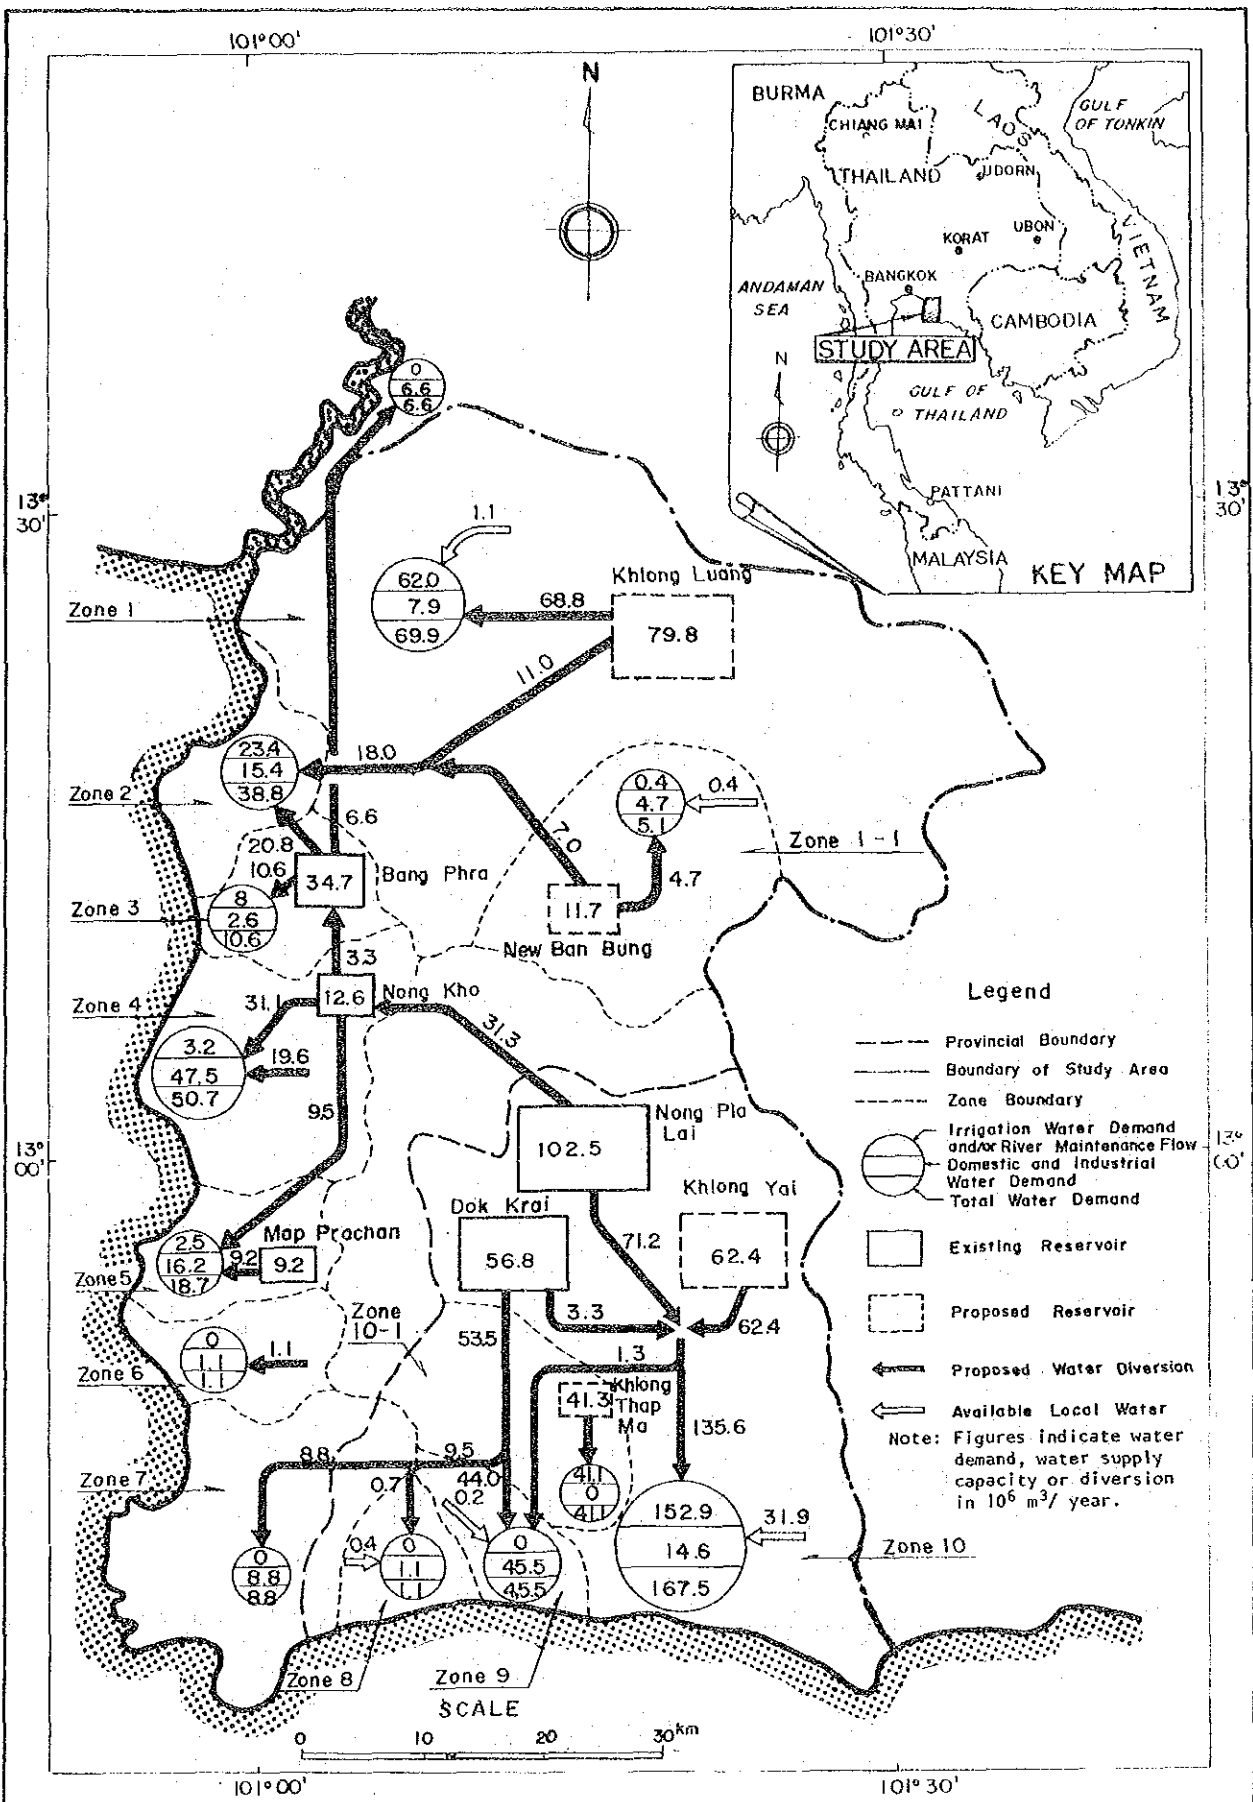 101°00'
101°30'
N
BURMA
CHIANG MAI
LAOS
GULF
OF TONKIN
THAILAND
UDORN
VIETNAM
KORAT
UBON
BANGKOK
ANDAMAN
SEA
CAMBODIA
STUDY AREA
N
GULF OF
THAILAND
PATTANI
MALAYSIA
KEY MAP
0
6.6
6.6
13°
30'
13°
30'
1.1
62.0
7.9
69.9
Khlong Luang
68.8
79.8
Zone 1
11.0
23.4
15.4
38.8
18.0
Zone 2
0.4
4.7
5.1
0.4
6.6
7.0
Zone 1-1
20.8
10.6
34.7
Bang Phra
4.7
11.7
New Ban Bung
8
2.6
10.6
Zone 3
3.3
12.6
Nong Kho
31.1
Zone 4
31.3
3.2
47.5
50.7
19.6
9.5
Legend
Provincial Boundary
Boundary of Study Area
Zone Boundary
Irrigation Water Demand
and/or River Maintenance Flow
Domestic and Industrial
Water Demand
Total Water Demand
Existing Reservoir
Proposed Reservoir
Proposed Water Diversion
Available Local Water
Note: Figures indicate water
demand, water supply
capacity or diversion
in 10⁶ m³/ year.
13°
00'
13°
00'
102.5
Nong Pla
Lai
Khlong Yai
Dok Krai
71.2
62.4
56.8
Map Prachan
2.5
16.2
18.7
9.2
9.2
Zone 5
3.3
62.4
Zone
10-1
53.5
0
1.1
1.1
1.1
Zone 6
1.3
Khlong
Thap
Ma
41.3
135.6
8.8
9.5
Zone 7
0.7
44.0
0.2
41.1
0
41.1
152.9
14.6
167.5
31.9
Zone 10
0
8.8
8.8
0.4
0
1.1
1.1
0
45.5
45.5
Zone 8
Zone 9
SCALE
0
10
20
30km
101°00'
101°30'